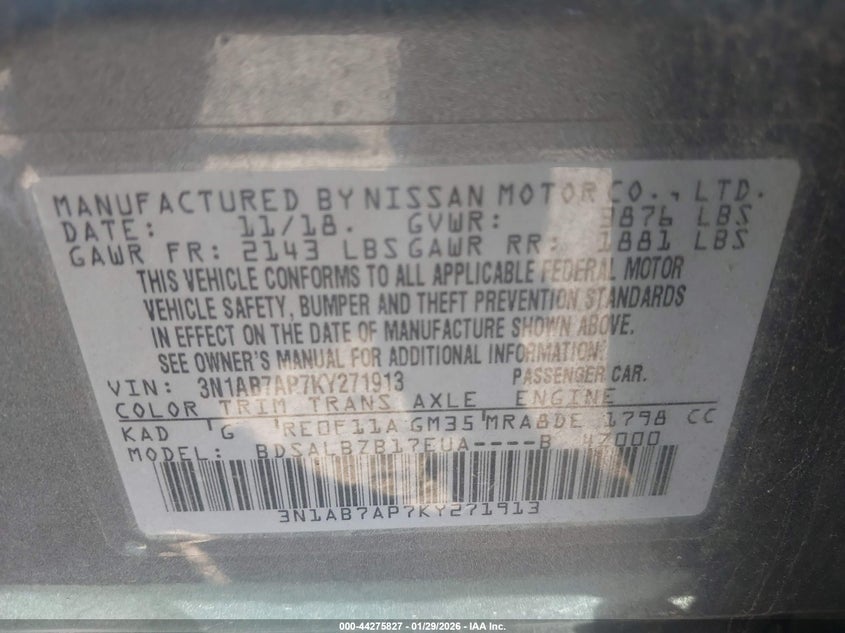 MANUFACTURED BY NISSAN MOTOR CO., LTD.
DATE: 11/18. GVWR: 3876 LBS
GAWR FR: 2143 LBS GAWR RR: 1881 LBS
THIS VEHICLE CONFORMS TO ALL APPLICABLE FEDERAL MOTOR
VEHICLE SAFETY, BUMPER AND THEFT PREVENTION STANDARDS
IN EFFECT ON THE DATE OF MANUFACTURE SHOWN ABOVE.
SEE OWNER'S MANUAL FOR ADDITIONAL INFORMATION.
VIN: 3N1AB7AP7KY271913 PASSENGER CAR.
COLOR TRIM TRANS AXLE ENGINE
KAD 'G 'RE0F11A GM35'MRA8DE 1798 CC
MODEL: BDSALBZB17EUA----B 47000
3N1AB7AP7KY271913
000-44275827 - 01/29/2026 - IAA Inc.